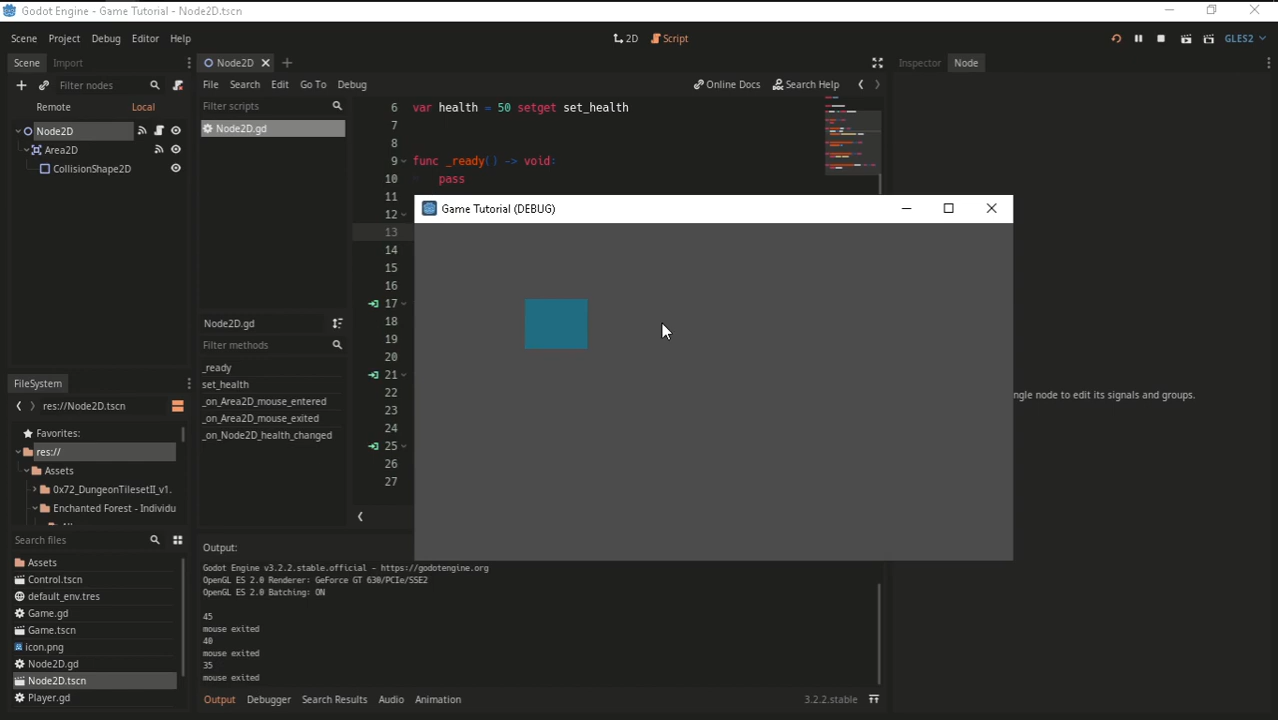 Godot Engine - Game Tutorial - Node2D.tscn
Scene Project Debug Editor Help
2D Script
GLES2
Scene Import
Node2D
Inspector Node
Filter nodes
File Search Edit Go To Debug
Online Docs Search Help
Remote Local
Filter scripts
Node2D
Area2D
CollisionShape2D
Node2D.gd
6 var health = 50 setget set_health
7
8
9 func _ready() -> void:
10 pass
11
12
13
14
15
16
17
18
19
20
21
22
23
24
25
26
27
Game Tutorial (DEBUG)
Node2D.gd
Filter methods
_ready
set_health
_on_Area2D_mouse_entered
_on_Area2D_mouse_exited
_on_Node2D_health_changed
ngle node to edit its signals and groups.
FileSystem
res://Node2D.tscn
Favorites:
res://
Assets
0x72_DungeonTilesetII_v1.
Enchanted Forest - Individu
Search files
Assets
Control.tscn
default_env.tres
Game.gd
Game.tscn
icon.png
Node2D.gd
Node2D.tscn
Player.gd
Output:
Godot Engine v3.2.2.stable.official - https://godotengine.org
OpenGL ES 2.0 Renderer: GeForce GT 630/PCIe/SSE2
OpenGL ES 2.0 Batching: ON
45
mouse exited
40
mouse exited
35
mouse exited
Output Debugger Search Results Audio Animation
3.2.2.stable